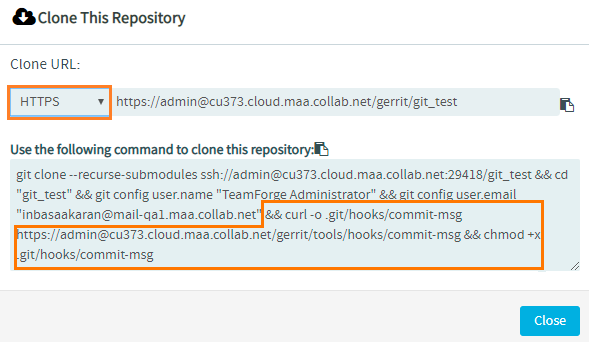 Clone This Repository
Clone URL:
HTTPS
https://admin@cu373.cloud.maa.collab.net/gerrit/git_test
Use the following command to clone this repository:
git clone --recurse-submodules ssh://admin@cu373.cloud.maa.collab.net:29418/git_test && cd
"git_test" && git config user.name "TeamForge Administrator" && git config user.email
"inbasaakaran@mail-qa1.maa.collab.net" && curl -o .git/hooks/commit-msg
https://admin@cu373.cloud.maa.collab.net/gerrit/tools/hooks/commit-msg && chmod +x
.git/hooks/commit-msg
Close